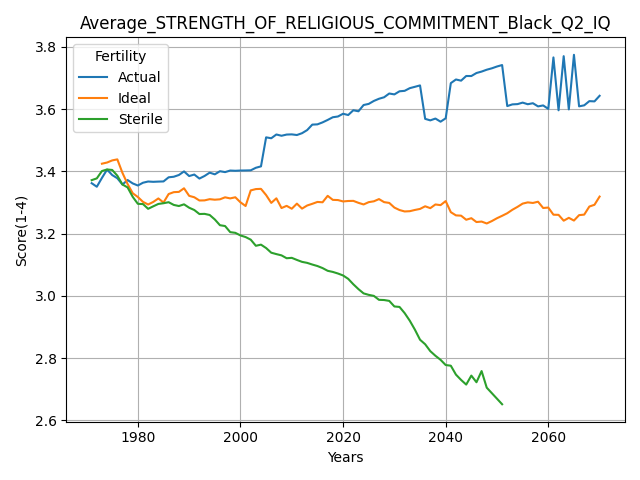 Average_STRENGTH_OF_RELIGIOUS_COMMITMENT_Black_Q2_IQ
Fertility
Actual
Ideal
Sterile
Score(1-4)
3.8
3.6
3.4
3.2
3.0
2.8
2.6
1980 2000 2020 2040 2060
Years